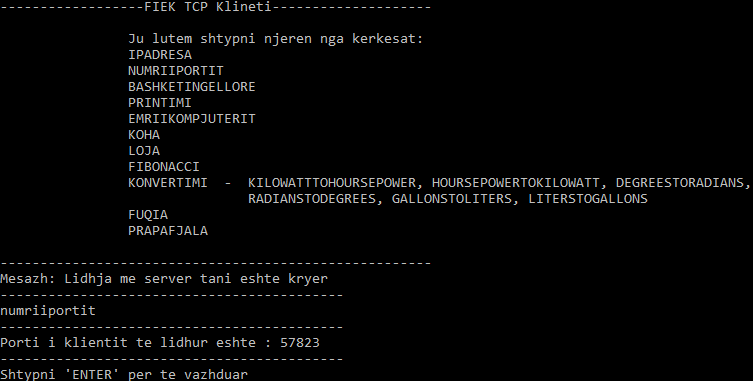 ------------------FIEK TCP Klineti--------------------
Ju lutem shtypni njeren nga kerkesat:
IPADRESA
NUMRIIPORTIT
BASHKETINGELLORE
PRINTIMI
EMRIIKOMPJUTERIT
KOHA
LOJA
FIBONACCI
KONVERTIMI  -  KILOWATTTOHOURSEPOWER, HOURSEPOWERTOKILOWATT, DEGREESTORADIANS,
RADIANSTODEGREES, GALLONSTOLITERS, LITERSTOGALLONS
FUQIA
PRAPAFJALA
------------------------------------------------------
Mesazh: Lidhja me server tani eshte kryer
-------------------------------------------
numriiportit
-------------------------------------------
Porti i klientit te lidhur eshte : 57823
-------------------------------------------
Shtypni 'ENTER' per te vazhduar